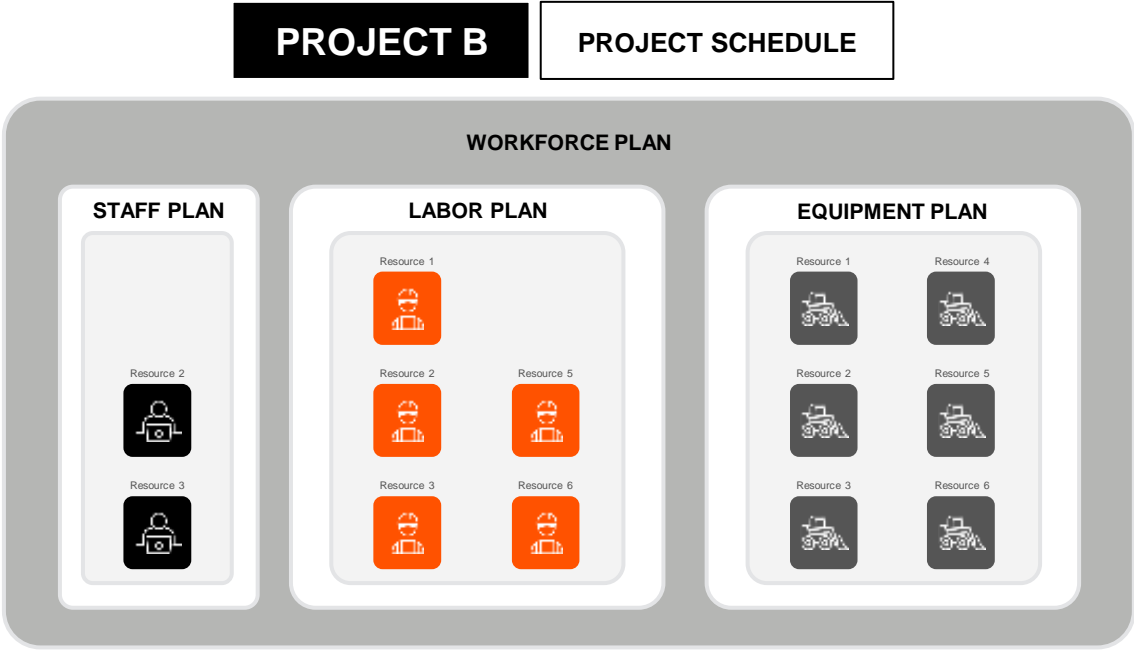 PROJECT B
PROJECT SCHEDULE
WORKFORCE PLAN
STAFF PLAN
Resource 2
Resource 3
LABOR PLAN
Resource 1
Resource 2
Resource 5
Resource 3
Resource 6
EQUIPMENT PLAN
Resource 1
Resource 4
Resource 2
Resource 5
Resource 3
Resource 6